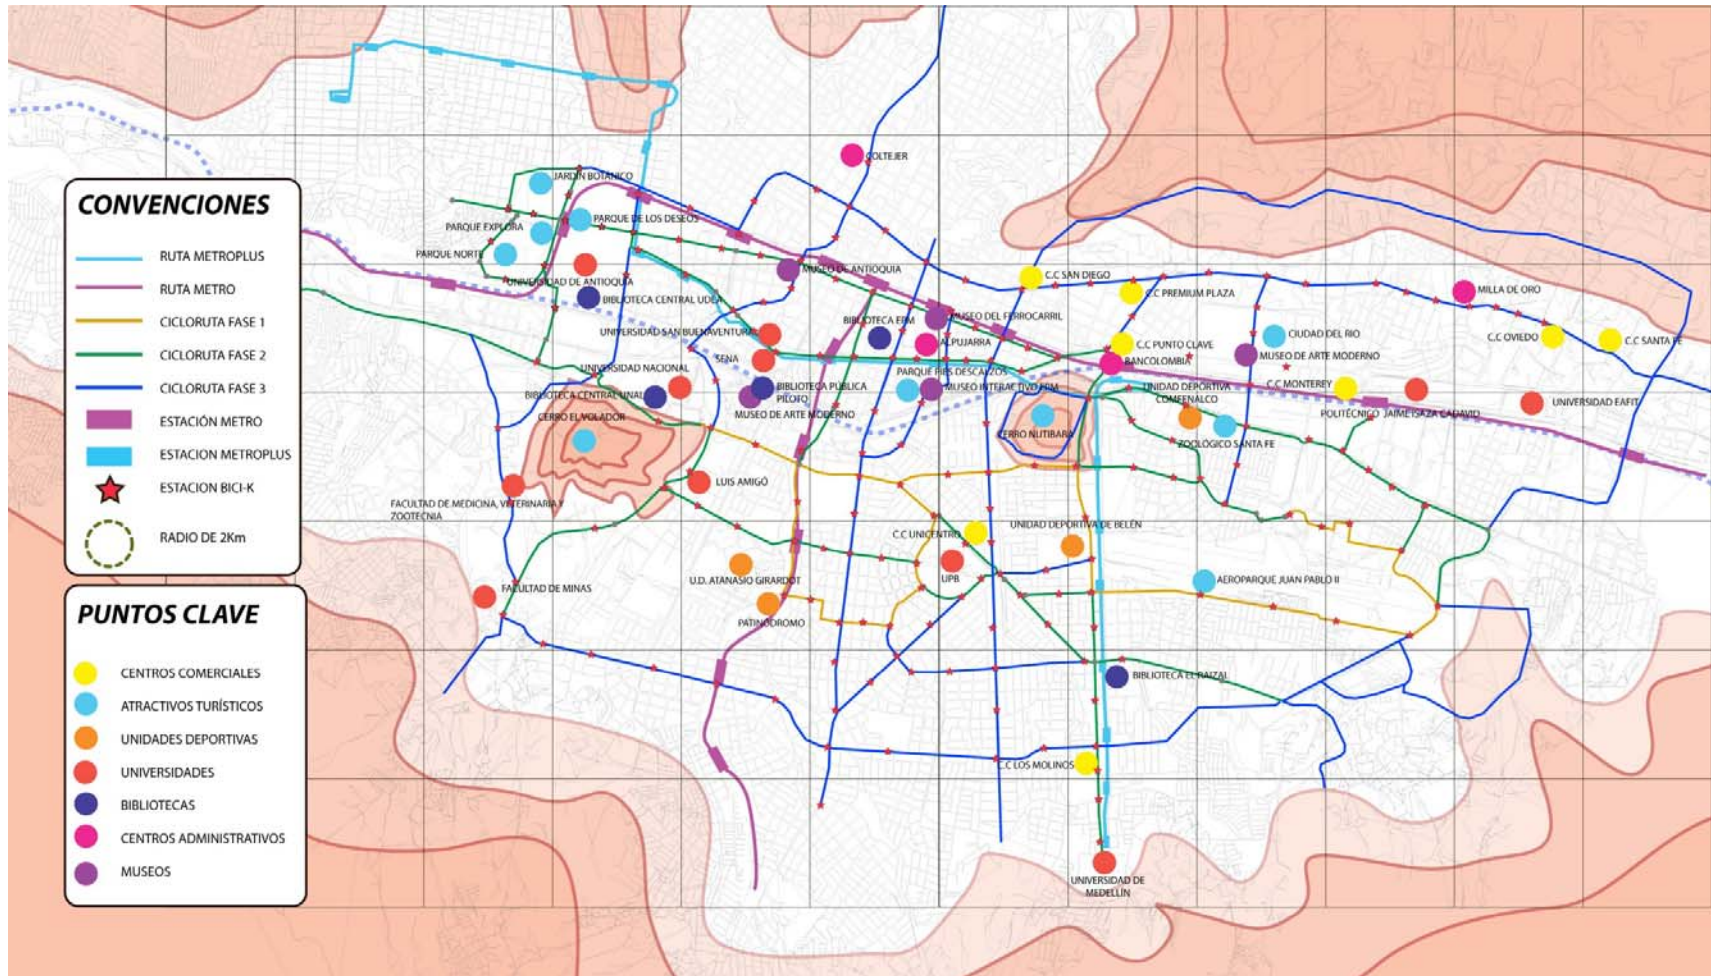 CONVENCIONES
RUTA METROPLUS
RUTA METRO
CICLORUTA FASE 1
CICLORUTA FASE 2
CICLORUTA FASE 3
ESTACIÓN METRO
ESTACION METROPLUS
ESTACION BICI-K
RADIO DE 2Km
PUNTOS CLAVE
CENTROS COMERCIALES
ATRACTIVOS TURÍSTICOS
UNIDADES DEPORTIVAS
UNIVERSIDADES
BIBLIOTECAS
CENTROS ADMINISTRATIVOS
MUSEOS
COLTEJER
JARDIN BOTANICO
PARQUE DE LOS DESEOS
PARQUE EXPLORA
PARQUE NORTE
UNIVERSIDAD DE ANTIOQUIA
BIBLIOTECA CENTRAL UDEA
MUSEO DE ANTIOQUIA
C.C SAN DIEGO
C.C PREMIUM PLAZA
MILLA DE ORO
MUSEO DEL FERROCARRIL
BIBLIOTECA EPM
UNIVERSIDAD SAN BUENAVENTURA
ALPUJARRA
C.C PUNTO CLAVE
CIUDAD DEL RIO
C.C OVIEDO
C.C SANTA FE
SENA
BANCOLOMBIA
MUSEO DE ARTE MODERNO
UNIVERSIDAD NACIONAL
PARQUE PIES DESCALZOS
BIBLIOTECA PÚBLICA
PILOTO
MUSEO INTERACTIVO EPM
UNIDAD DEPORTIVA
COMFENALCO
C.C MONTEREY
BIBLIOTECA CENTRAL UNAL
MUSEO DE ARTE MODERNO
POLITÉCNICO JAIME ISAZA CADAVID
UNIVERSIDAD EAFIT
CERRO EL VOLADOR
CERRO NUTIBARA
ZOOLÓGICO SANTA FE
LUIS AMIGÓ
FACULTAD DE MEDICINA, VETERINARIA Y
ZOOTECNIA
UNIDAD DEPORTIVA DE BELÉN
C.C UNICENTRO
U.D. ATANASIO GIRARDOT
UPB
AEROPARQUE JUAN PABLO II
FACULTAD DE MINAS
PATINODROMO
C.C LOS MOLINOS
UNIVERSIDAD DE
MEDELLÍN